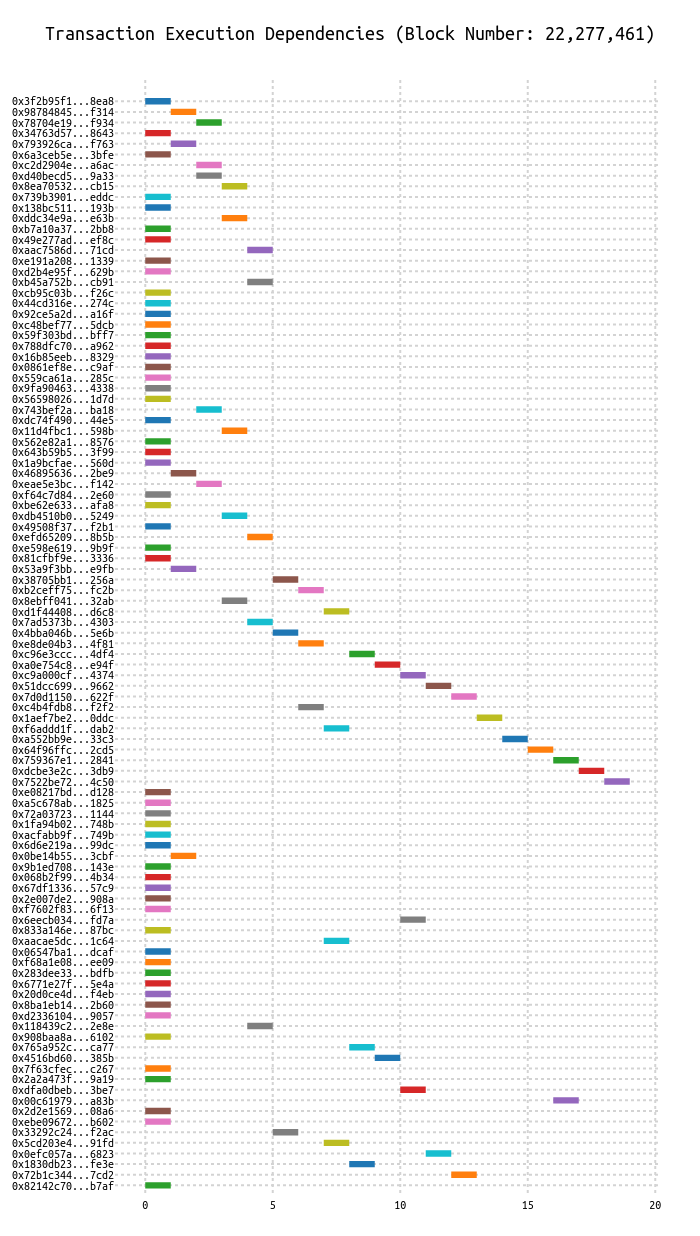 Transaction Execution Dependencies (Block Number: 22,277,461)
0x3f2b95f1...8ea8
0x98784845...f314
0x78704e19...f934
0x34763d57...8643
0x793926ca...f763
0x6a3ceb5e...3bfe
0xc2d2904e...a6ac
0xd40becd5...9a33
0x8ea70532...cb15
0x739b3901...eddc
0x138bc511...193b
0xddc34e9a...e63b
0xb7a10a37...2bb8
0x49e277ad...ef8c
0xaac7586d...71cd
0xe191a208...1339
0xd2b4e95f...629b
0xb45a752b...cb91
0xcb95c03b...f26c
0x44cd316e...274c
0x92ce5a2d...a16f
0xc48bef77...5dcb
0x59f303bd...bff7
0x788dfc70...a962
0x16b85eeb...8329
0x0861ef8e...c9af
0x559ca61a...285c
0x9fa90463...4338
0x56598026...1d7d
0x743bef2a...ba18
0xdc74f490...44e5
0x11d4fbc1...598b
0x562e82a1...8576
0x643b59b5...3f99
0x1a9bcfae...560d
0x46895636...2be9
0xeae5e3bc...f142
0xf64c7d84...2e60
0xbe62e633...afa8
0xdb4510b0...5249
0x49508f37...f2b1
0xefd65209...8b5b
0xe598e619...9b9f
0x81cfbf9e...3336
0x53a9f3bb...e9fb
0x38705bb1...256a
0xb2ceff75...fc2b
0x8ebff041...32ab
0xd1f44408...d6c8
0x7ad5373b...4303
0x4bba046b...5e6b
0xe8de04b3...4f81
0xc96e3ccc...4df4
0xa0e754c8...e94f
0xc9a000cf...4374
0x51dcc699...9662
0x7d0d1150...622f
0xc4b4fdb8...f2f2
0x1aef7be2...0ddc
0xf6addd1f...dab2
0xa552bb9e...33c3
0x64f96ffc...2cd5
0x759367e1...2841
0xdcbe3e2c...3db9
0x7522be72...4c50
0xe08217bd...d128
0xa5c678ab...1825
0x72a03723...1144
0x1fa94b02...748b
0xacfabb9f...749b
0x6d6e219a...99dc
0x0be14b55...3cbf
0x9b1ed708...143e
0x068b2f99...4b34
0x67df1336...57c9
0x2e007de2...908a
0xf7602f83...6f13
0x6eecb034...fd7a
0x833a146e...87bc
0xaacae5dc...1c64
0x06547ba1...dcaf
0xf68a1e08...ee09
0x283dee33...bdfb
0x6771e27f...5e4a
0x20d0ce4d...f4eb
0x8ba1eb14...2b60
0xd2336104...9057
0x118439c2...2e8e
0x908baa8a...6102
0x765a952c...ca77
0x4516bd60...385b
0x7f63cfec...c267
0x2a2a473f...9a19
0xdfa0dbeb...3be7
0x00c61979...a83b
0x2d2e1569...08a6
0xebe09672...b602
0x33292c24...f2ac
0x5cd203e4...91fd
0x0efc057a...6823
0x1830db23...fe3e
0x72b1c344...7cd2
0x82142c70...b7af
0 5 10 15 20